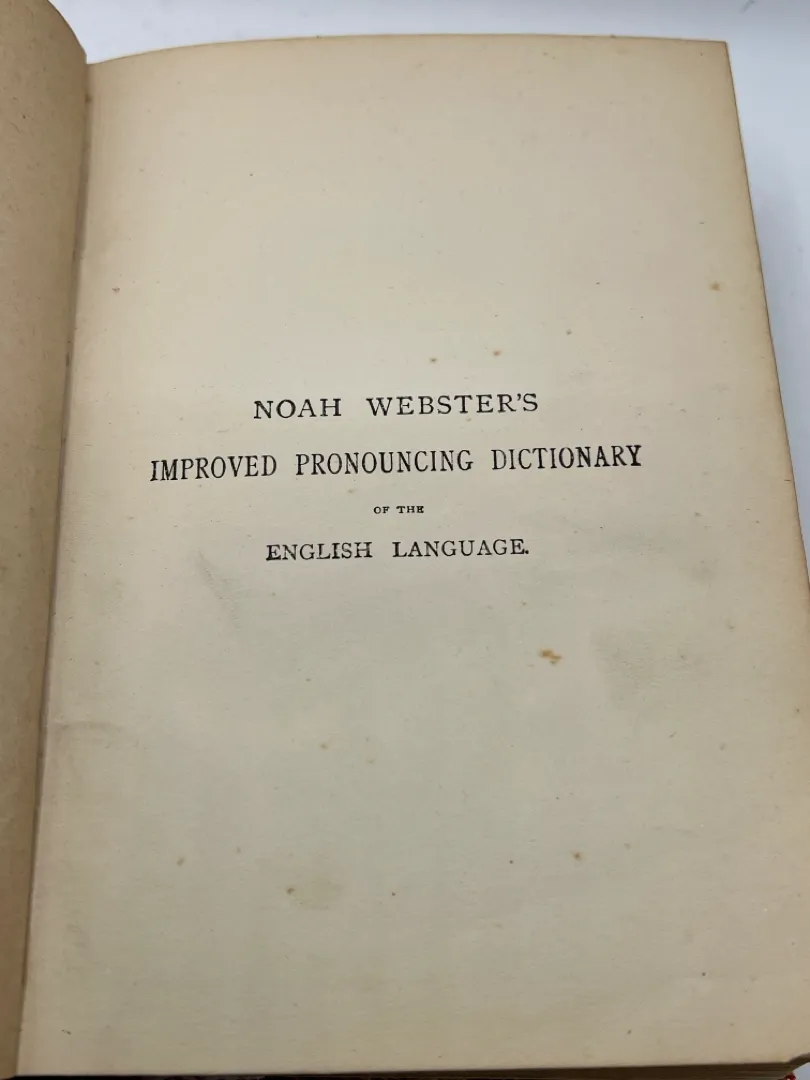 NOAH WEBSTER'S
IMPROVED PRONOUNCING DICTIONARY
OF THE
ENGLISH LANGUAGE.